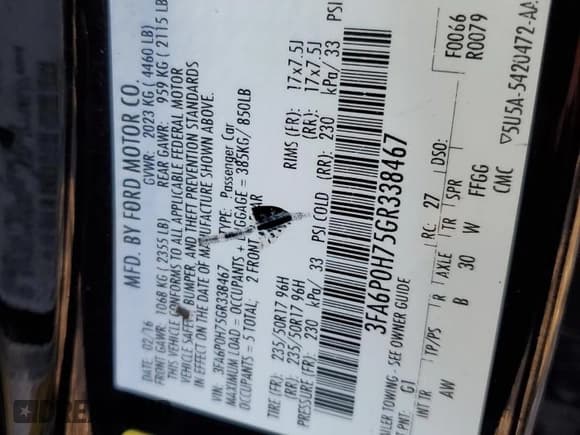 MFD. BY FORD MOTOR CO.
DATE: 02/16 GVWR: 2023 KG ( 4460 LB)
FRONT GAWR: 1068 KG ( 2355 LB) REAR GAWR: 959 KG ( 2115 LB)
THIS VEHICLE CONFORMS TO ALL APPLICABLE FEDERAL MOTOR
VEHICLE SAFETY, BUMPER, AND THEFT PREVENTION STANDARDS
IN EFFECT ON THE DATE OF MANUFACTURE SHOWN ABOVE.
VIN: 3FA6P0H75GR338467 TYPE: Passenger Car
MAXIMUM LOAD = OCCUPANTS + LUGGAGE = 385KG/ 850LB
OCCUPANTS = 5 TOTAL: 2 FRONT
TIRE (FR): 235/50R17 96H RIMS (FR): 17x7.5J
(RR): 235/50R17 96H (RR): 17x7.5J
PRESSURE (FR): 230 kPa/ 33 PSI COLD (RR): 230 kPa/ 33 PSI
3FA6P0H75GR338467
F0066
R0079
TRAILER TOWING - SEE OWNER GUIDE
PNT: G1 RC: 27 DSO:
INT TR TP/PS R AXLE TR SPR
AW B 30 W FFGG
CMC ▽5U5A-5420472-AA